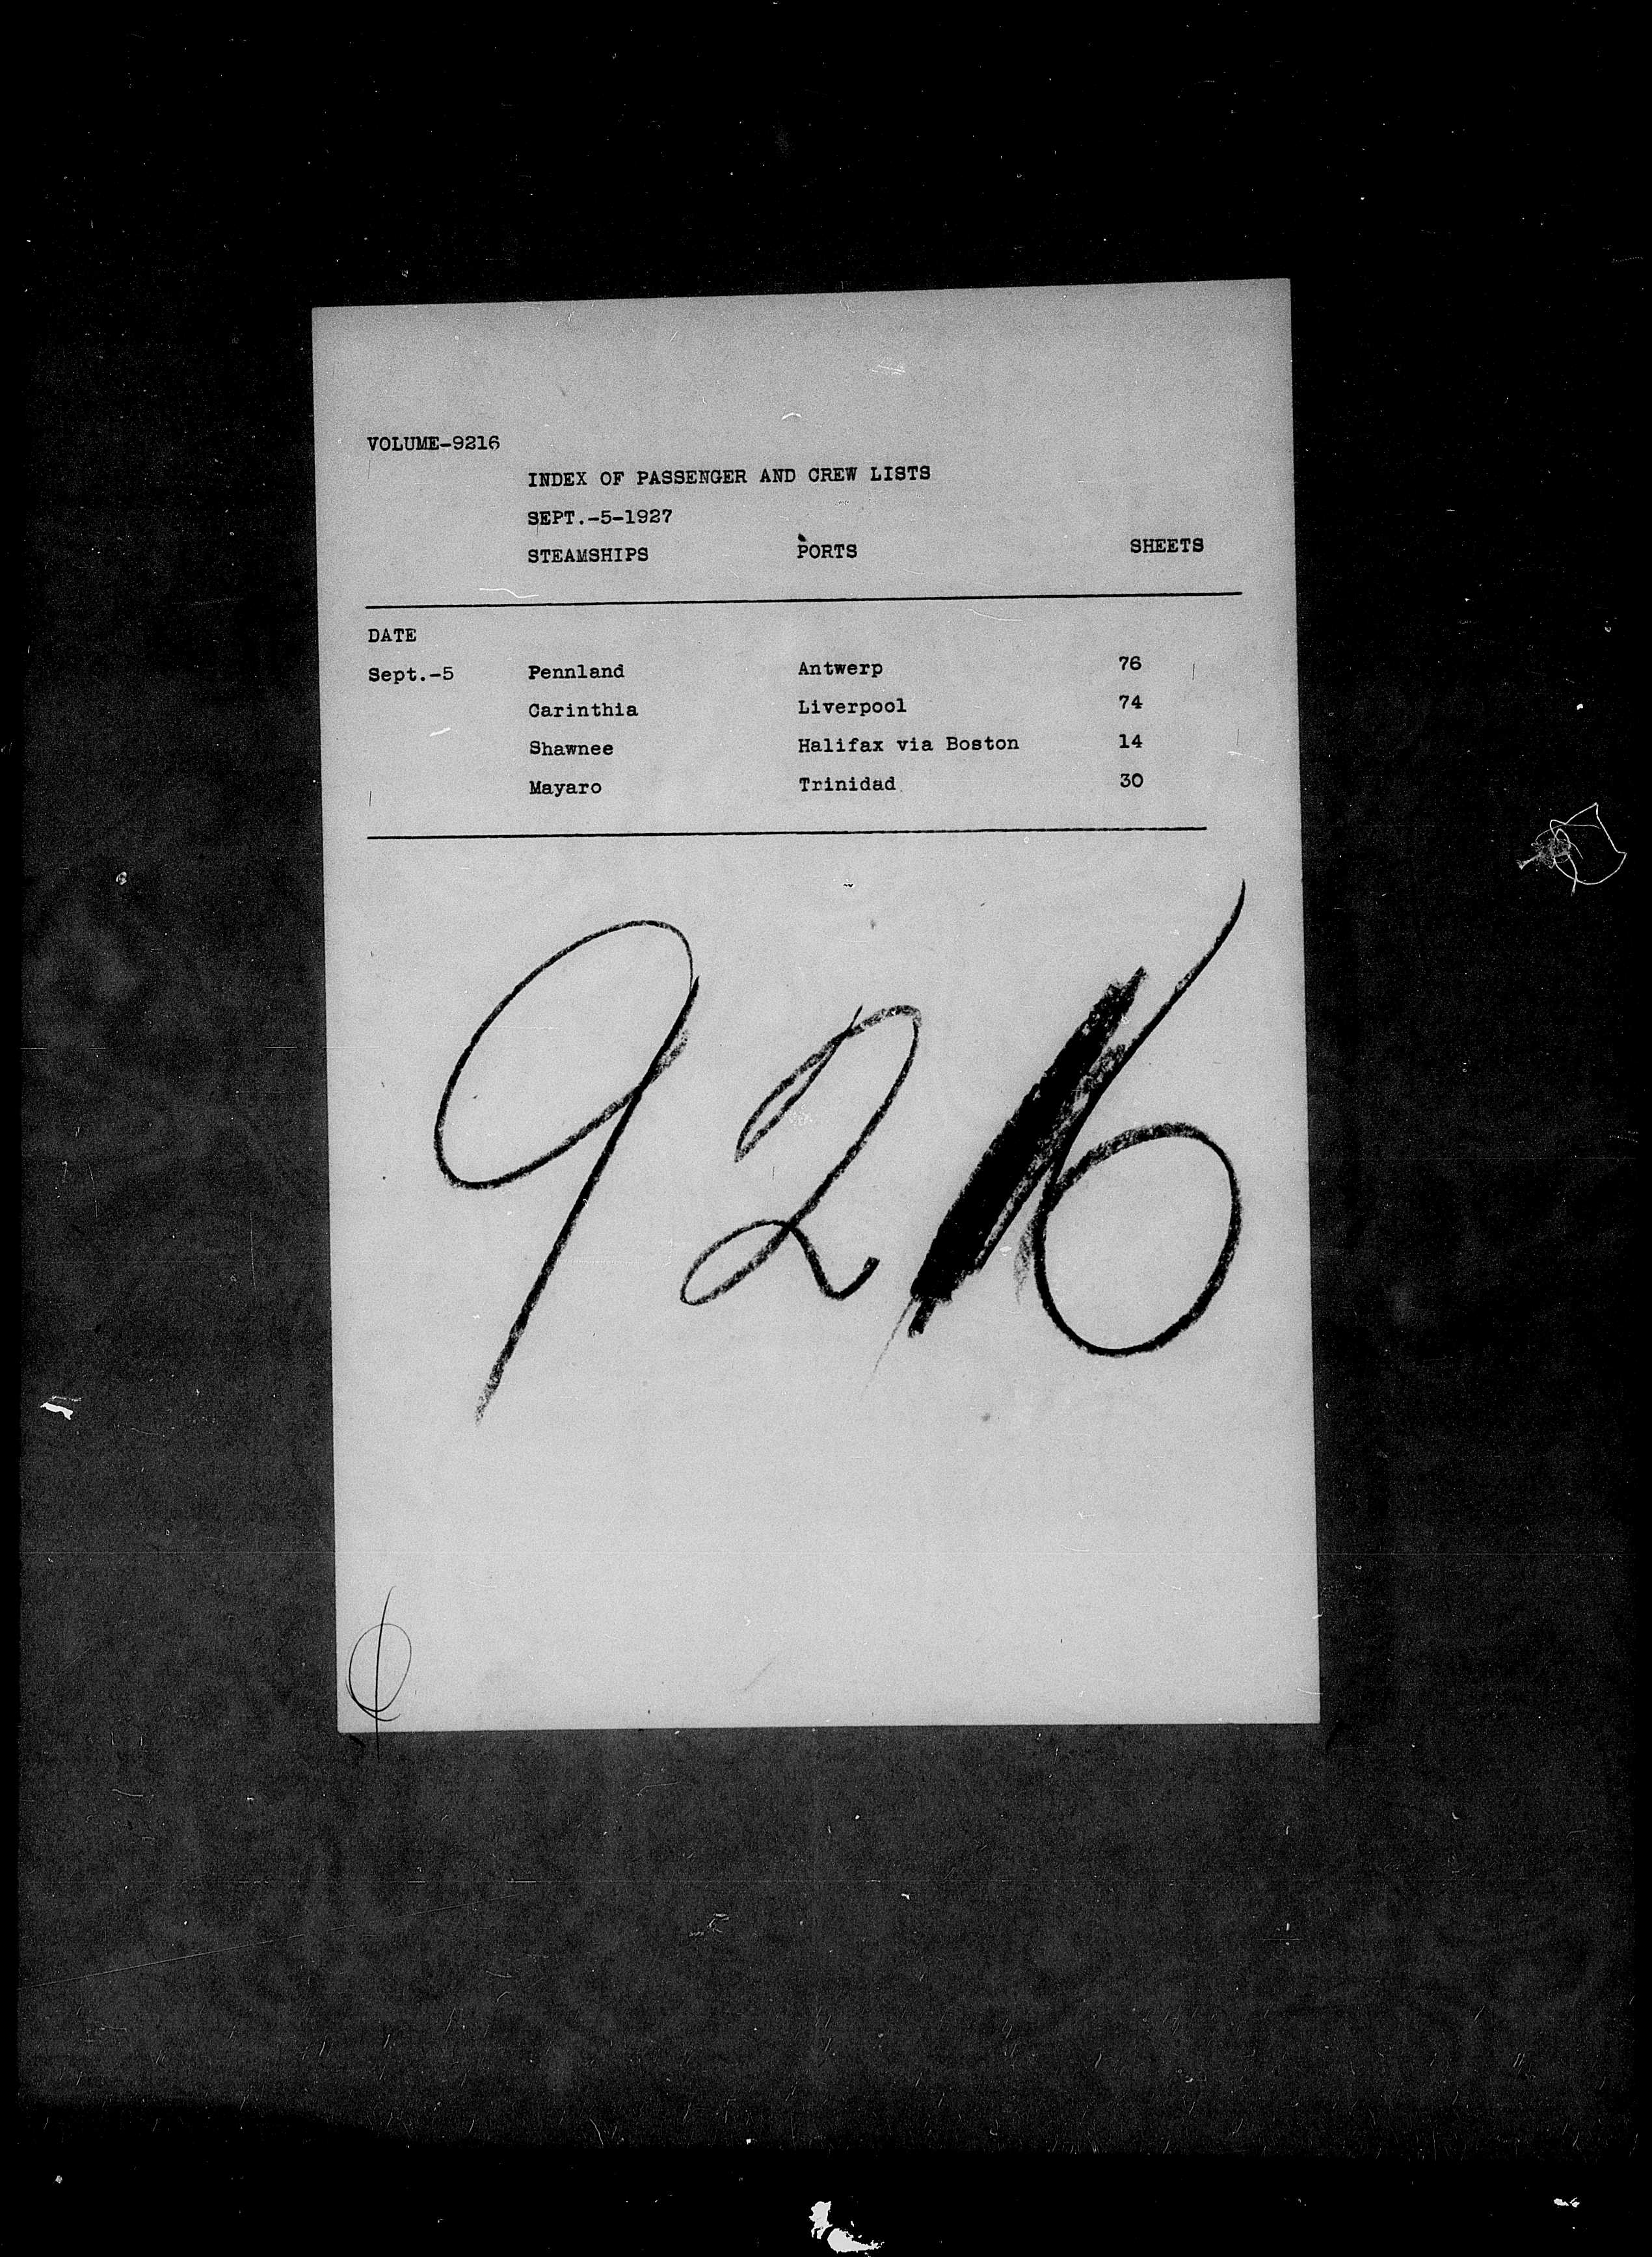 VOLUME-9216
INDEX OF PASSENGER AND CREW LISTS
SEPT.-5-1927
STEAMSHIPS PORTS SHEETS
DATE
Sept.-5 Pennland Antwerp 76
Carinthia Liverpool 74
Shawnee Halifax via Boston 14
Mayaro Trinidad 30
9216